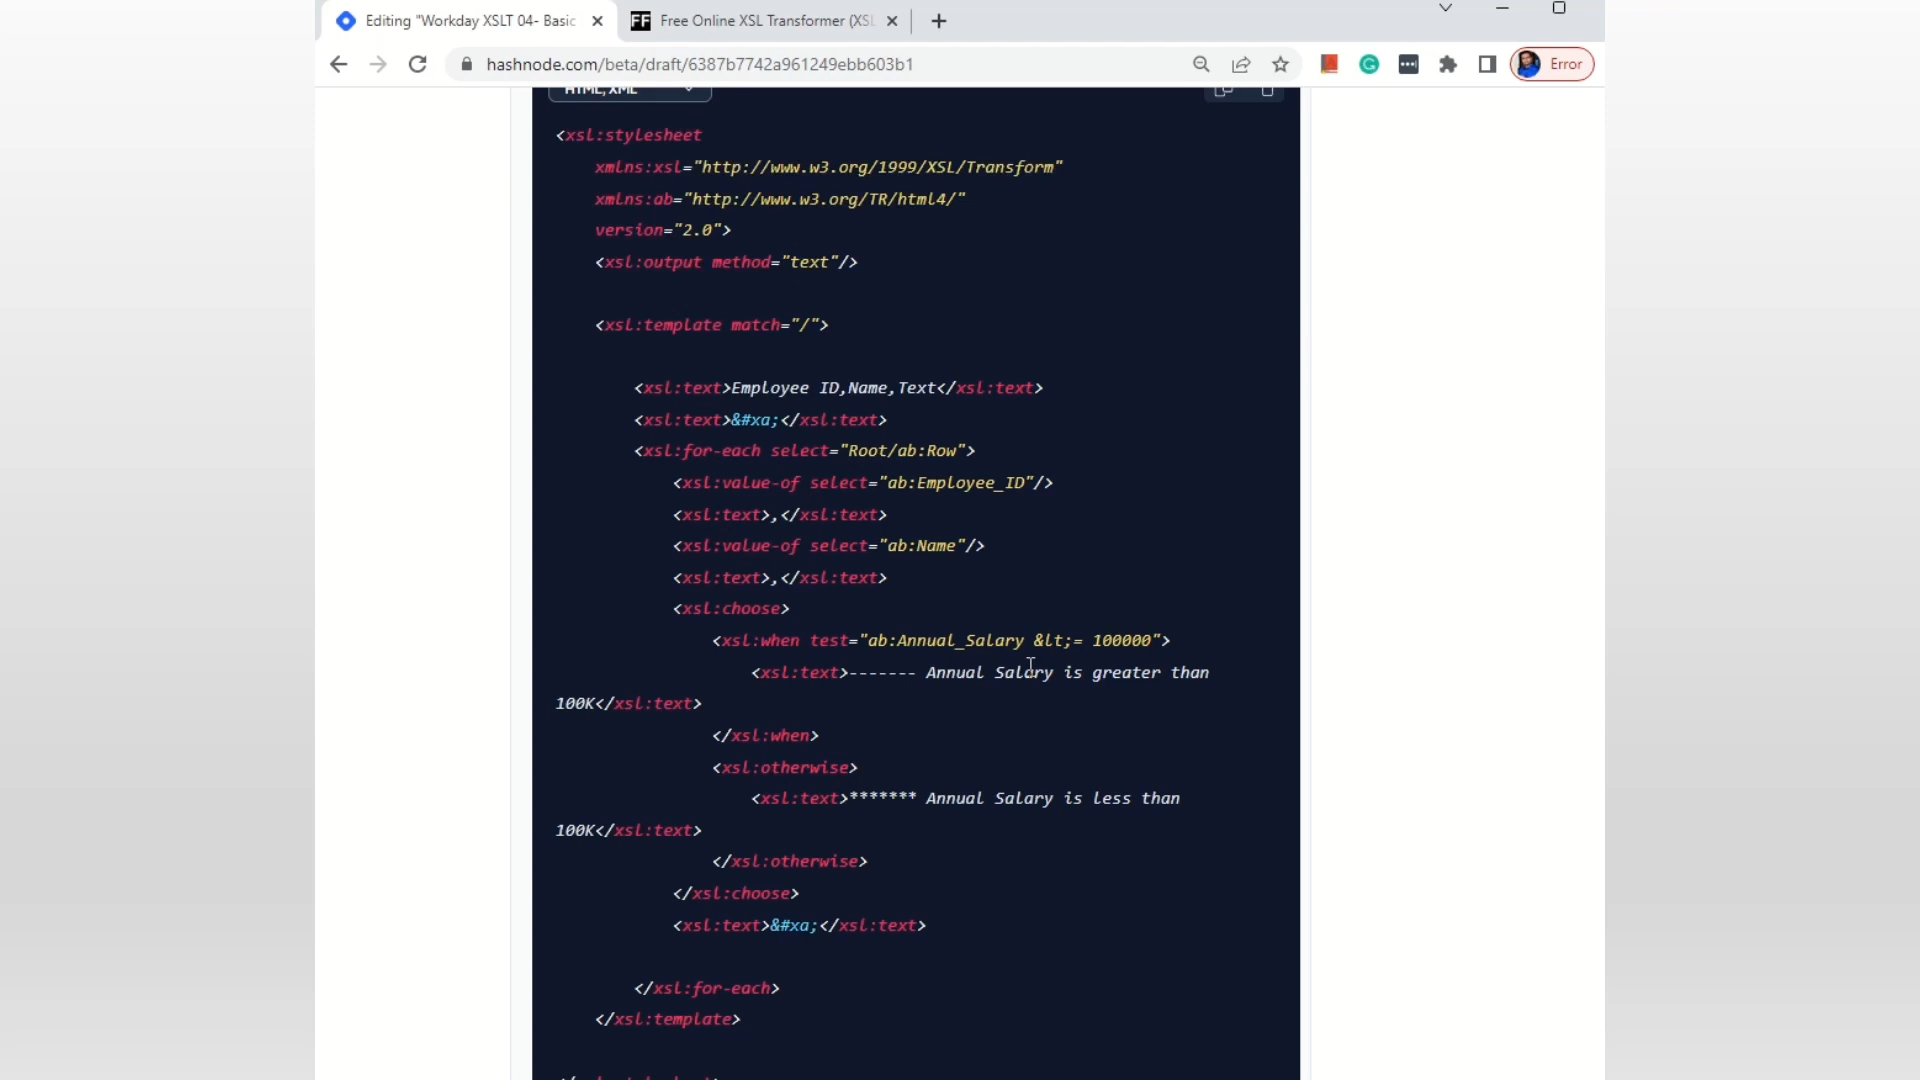 Editing "Workday XSLT 04- Basic
FF Free Online XSL Transformer (XSL
hashnode.com/beta/draft/6387b7742a961249ebb603b1
Error
HTML, XML
<xsl:stylesheet
xmlns:xsl="http://www.w3.org/1999/XSL/Transform"
xmlns:ab="http://www.w3.org/TR/html4/"
version="2.0">
<xsl:output method="text"/>
<xsl:template match="/">
<xsl:text>Employee ID,Name,Text</xsl:text>
<xsl:text>&#xa;</xsl:text>
<xsl:for-each select="Root/ab:Row">
<xsl:value-of select="ab:Employee_ID"/>
<xsl:text>,</xsl:text>
<xsl:value-of select="ab:Name"/>
<xsl:text>,</xsl:text>
<xsl:choose>
<xsl:when test="ab:Annual_Salary &lt;= 100000">
<xsl:text>------- Annual Salary is greater than
100K</xsl:text>
</xsl:when>
<xsl:otherwise>
<xsl:text>******* Annual Salary is less than
100K</xsl:text>
</xsl:otherwise>
</xsl:choose>
<xsl:text>&#xa;</xsl:text>
</xsl:for-each>
</xsl:template>